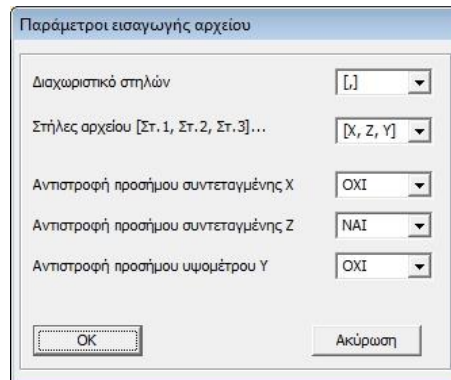 Παράμετροι εισαγωγής αρχείου
Διαχωριστικό στηλών [,]
Στήλες αρχείου [Στ.1, Στ.2, Στ.3]... [X, Z, Y]
Αντιστροφή προσήμου συντεταγμένης X ΟΧΙ
Αντιστροφή προσήμου συντεταγμένης Z ΝΑΙ
Αντιστροφή προσήμου υψομέτρου Y ΟΧΙ
OK Ακύρωση